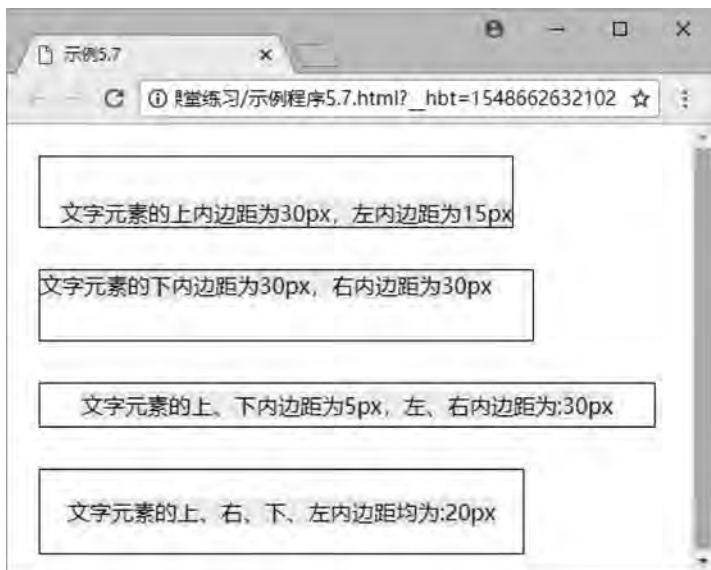 示例5.7
堂练习/示例程序5.7.html?__hbt=1548662632102
文字元素的上内边距为30px，左内边距为15px
文字元素的下内边距为30px，右内边距为30px
文字元素的上、下内边距为5px，左、右内边距为:30px
文字元素的上、右、下、左内边距均为:20px